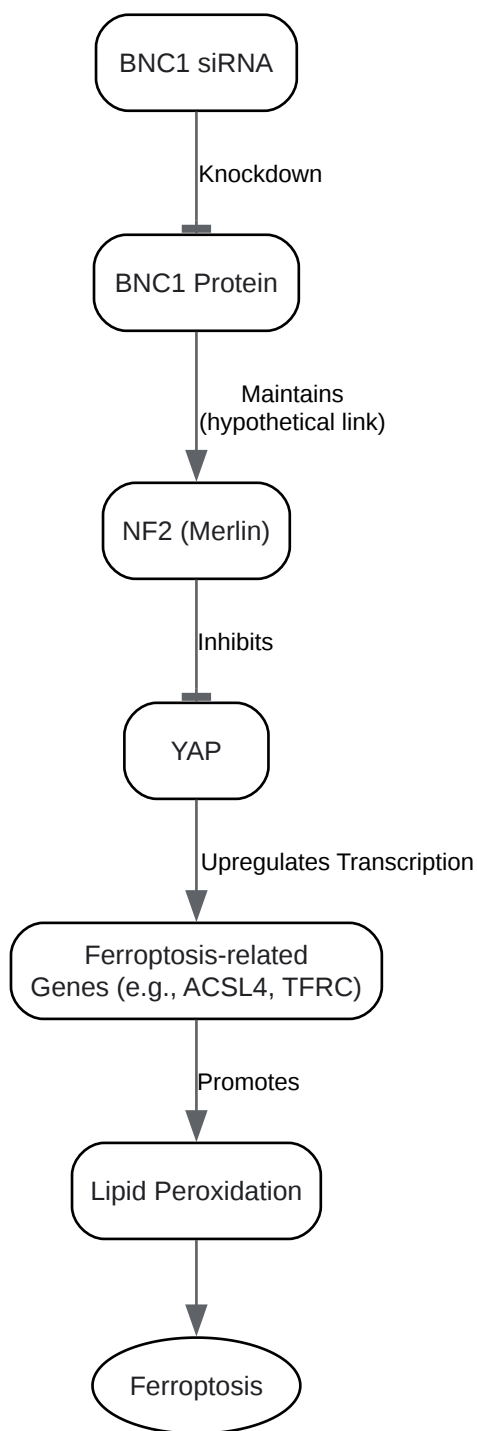 BNC1 siRNA
Knockdown
BNC1 Protein
Maintains
(hypothetical link)
NF2 (Merlin)
Inhibits
YAP
Upregulates Transcription
Ferroptosis-related
Genes (e.g., ACSL4, TFRC)
Promotes
Lipid Peroxidation
Ferroptosis